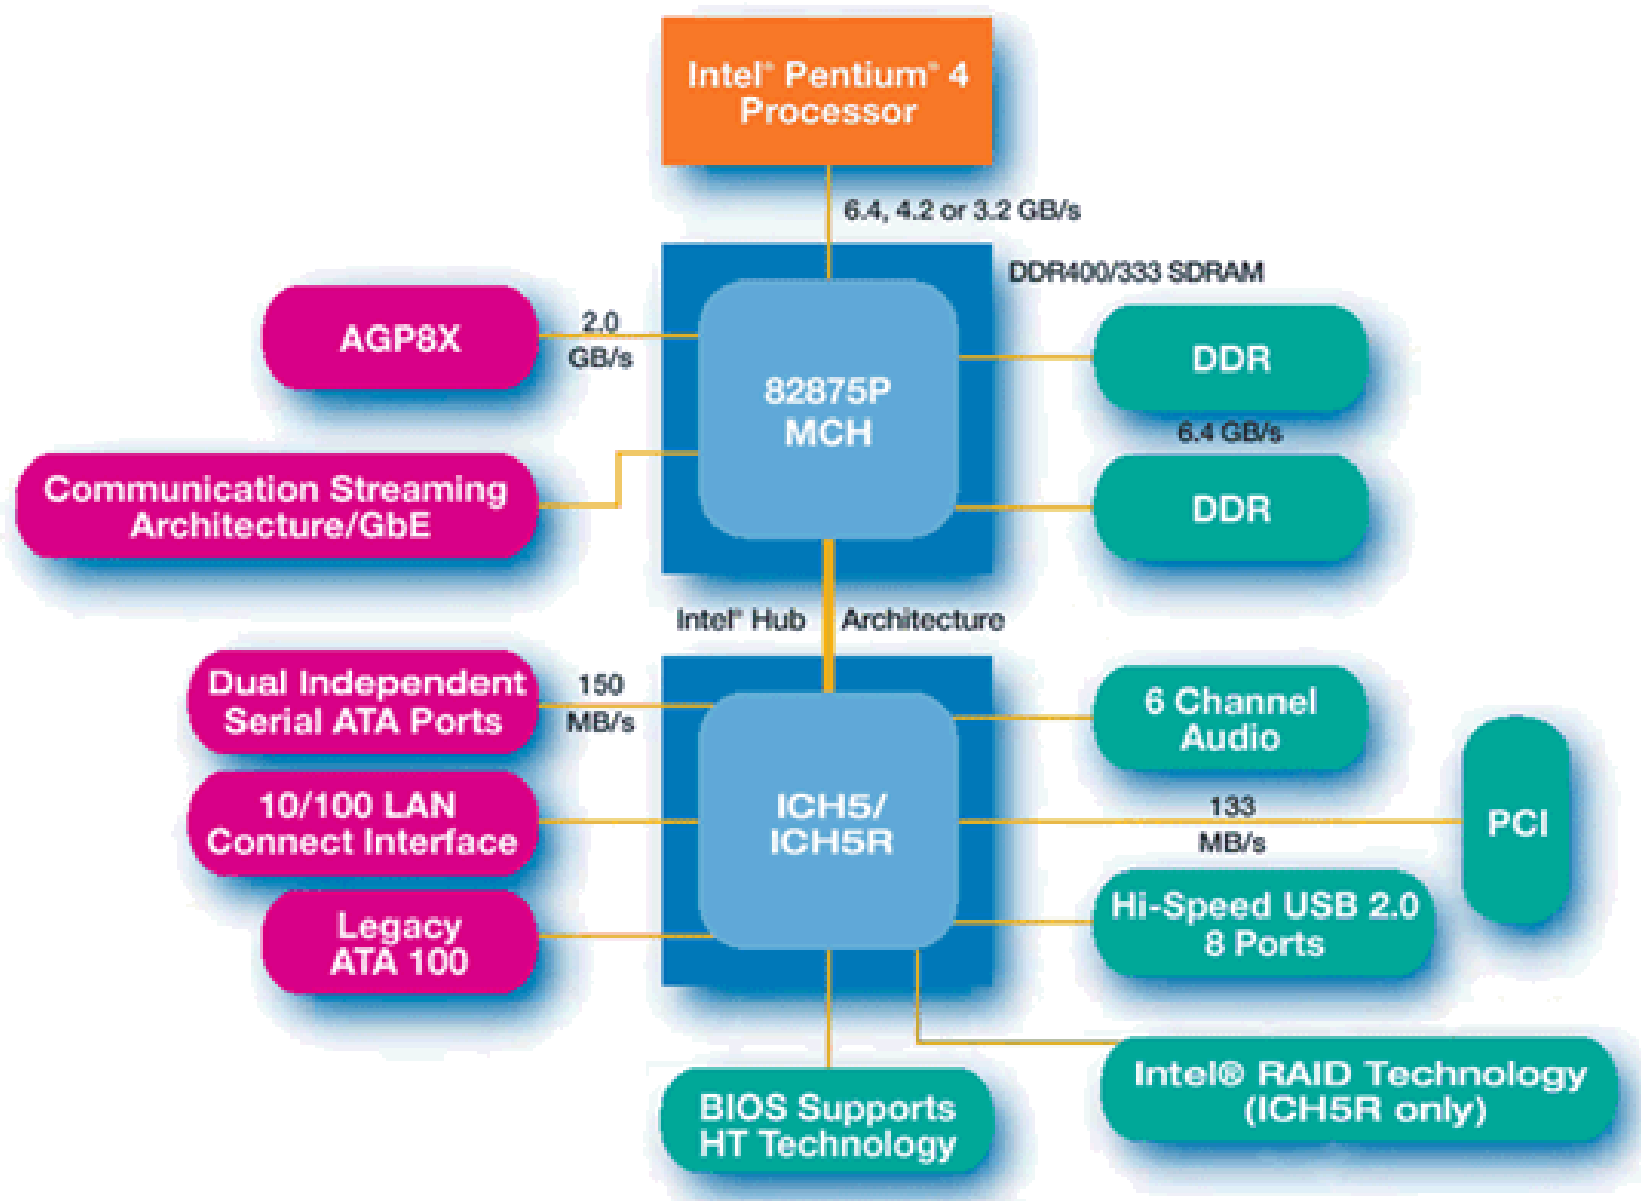 Intel® Pentium® 4
Processor
6.4, 4.2 or 3.2 GB/s
DDR400/333 SDRAM
AGP8X
2.0
GB/s
82875P
MCH
DDR
6.4 GB/s
DDR
Communication Streaming
Architecture/GbE
Intel® Hub Architecture
Dual Independent
Serial ATA Ports
150
MB/s
6 Channel
Audio
10/100 LAN
Connect Interface
ICH5/
ICH5R
133
MB/s
PCI
Legacy
ATA 100
Hi-Speed USB 2.0
8 Ports
BIOS Supports
HT Technology
Intel® RAID Technology
(ICH5R only)